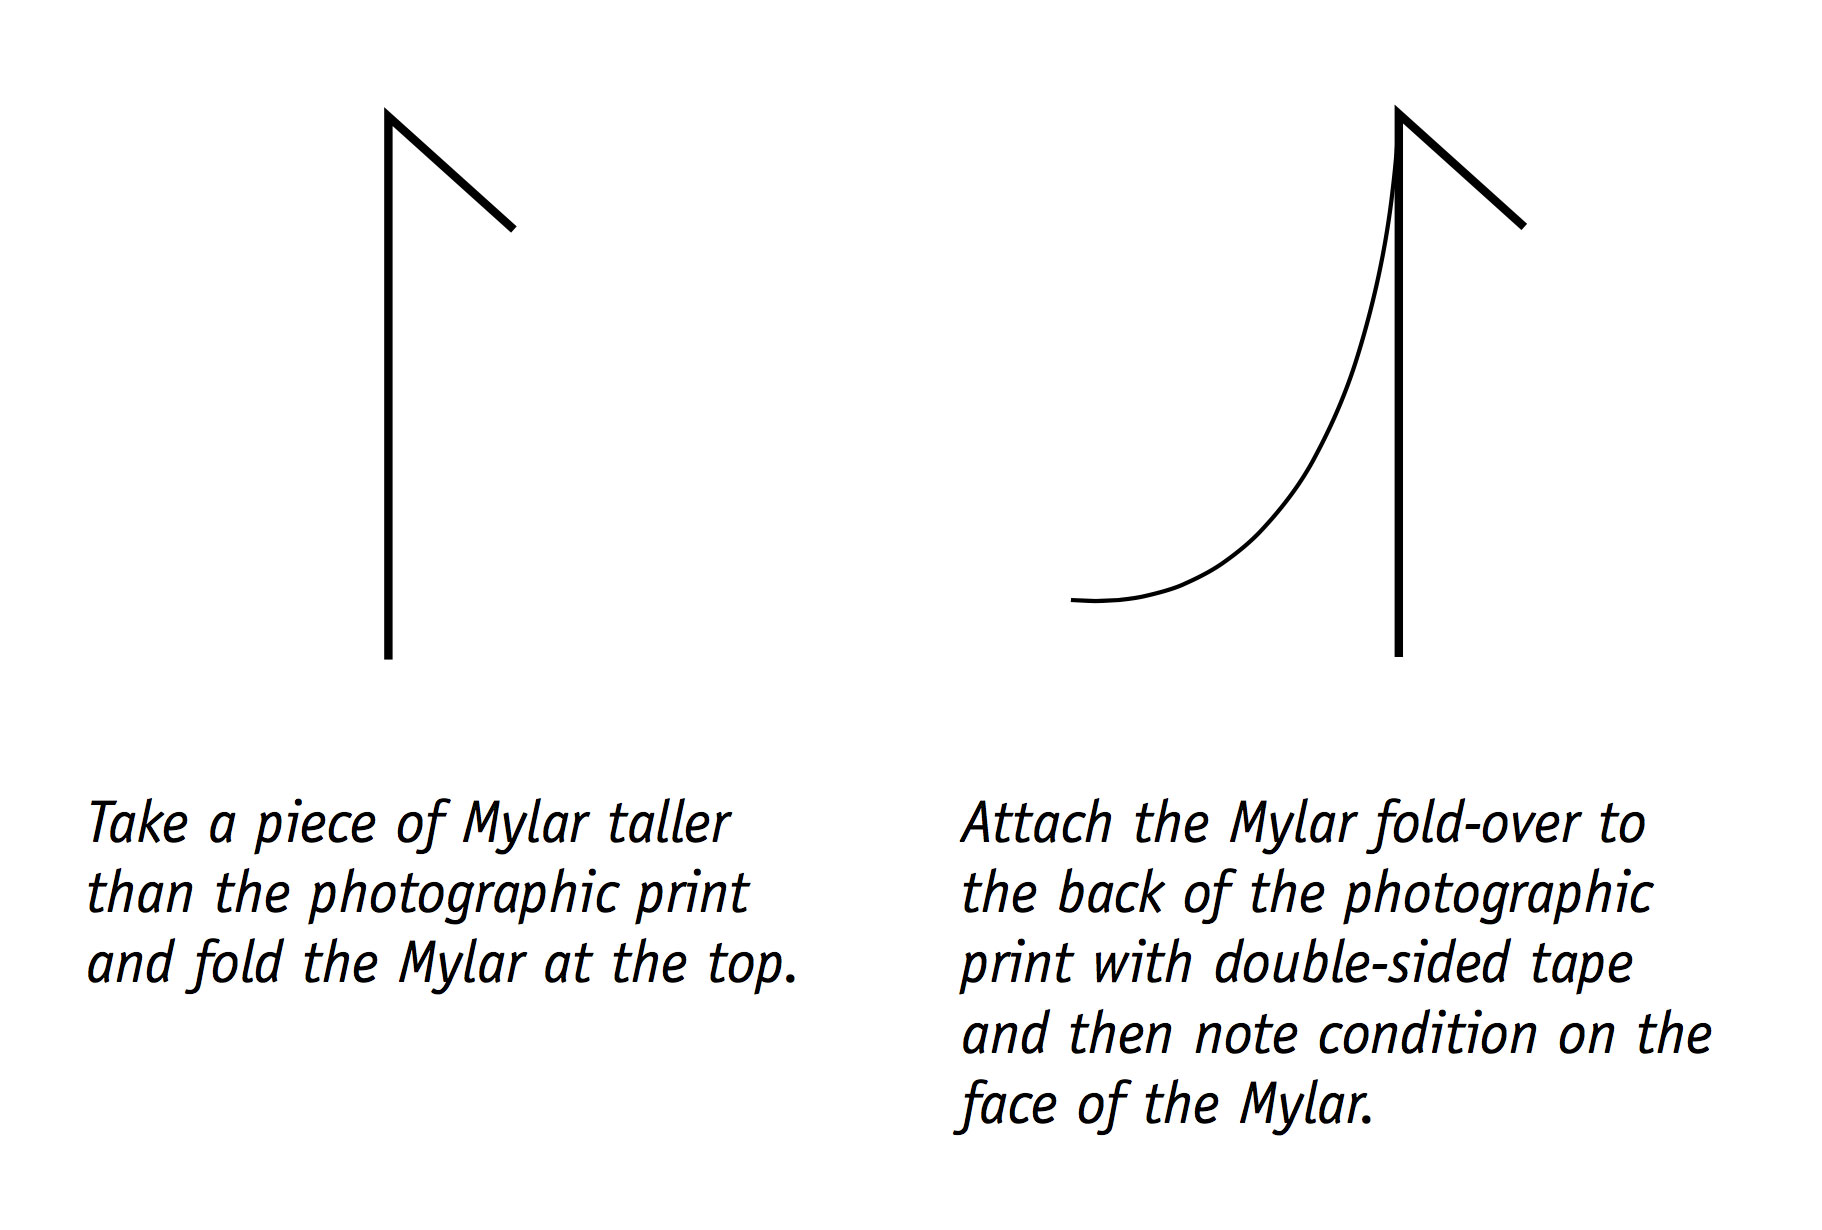 Take a piece of Mylar taller
than the photographic print
and fold the Mylar at the top.
Attach the Mylar fold-over to
the back of the photographic
print with double-sided tape
and then note condition on the
face of the Mylar.